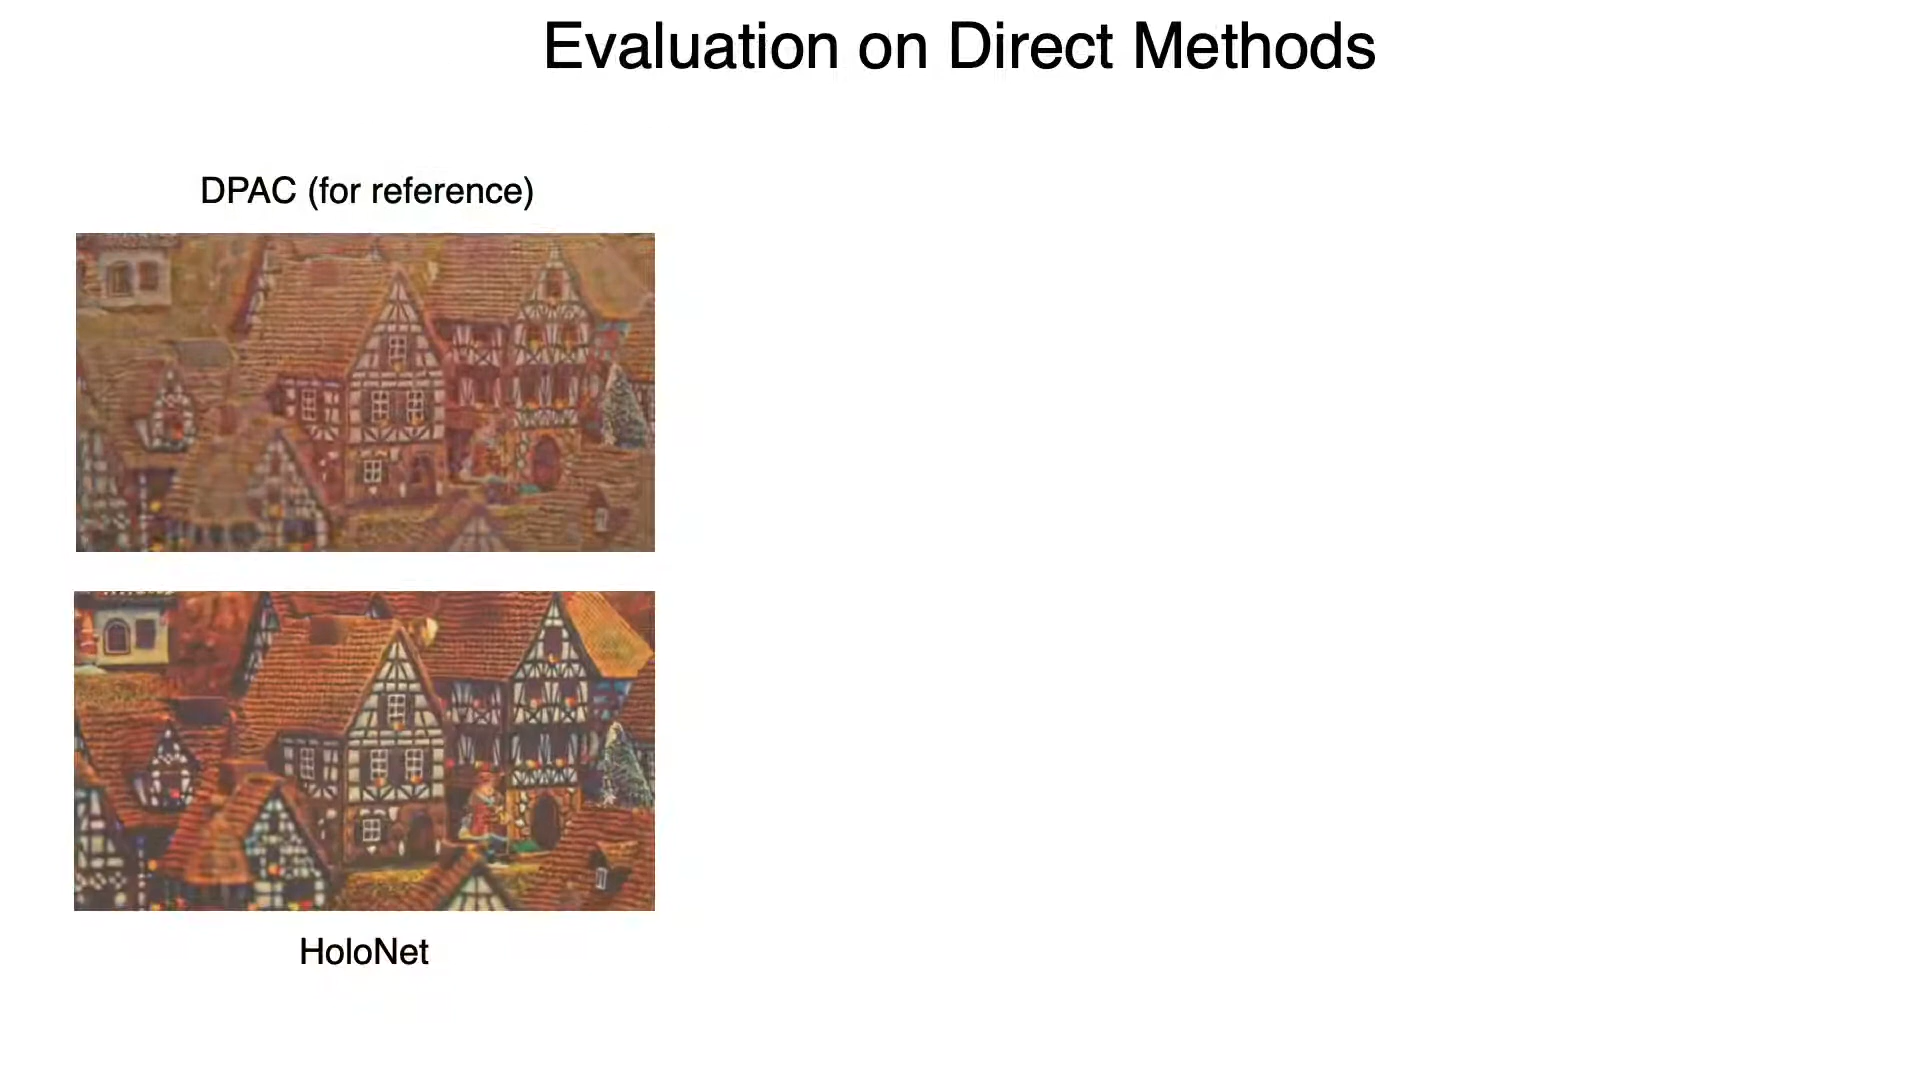 Evaluation on Direct Methods
DPAC (for reference)
HoloNet